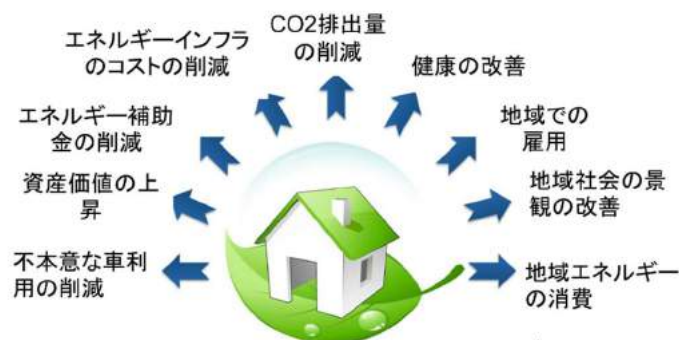 エネルギーインフラ
のコストの削減
CO2排出量
の削減
健康の改善
エネルギー補助
金の削減
地域での
雇用
資産価値の上
昇
地域社会の景
観の改善
不本意な車利
用の削減
地域エネルギー
の消費